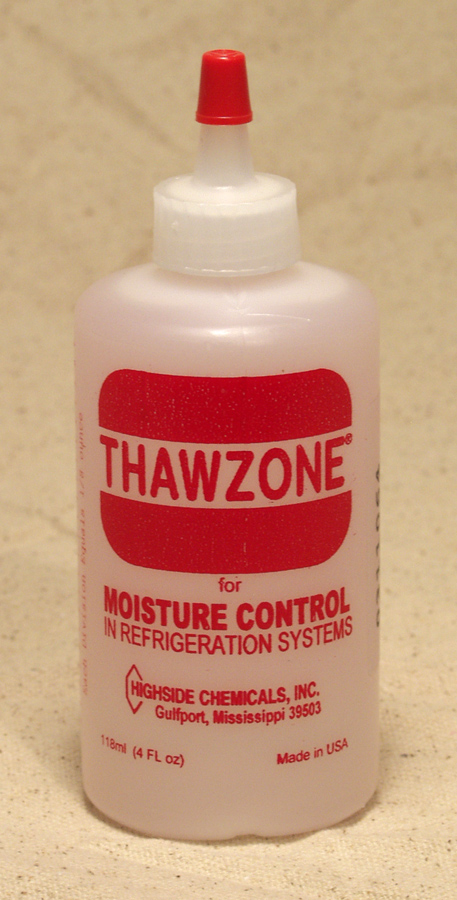 THAWZONE®
for
MOISTURE CONTROL
IN REFRIGERATION SYSTEMS
HIGHSIDE CHEMICALS, INC.
Gulfport, Mississippi 39503
118ml (4 FL oz)
Made in USA